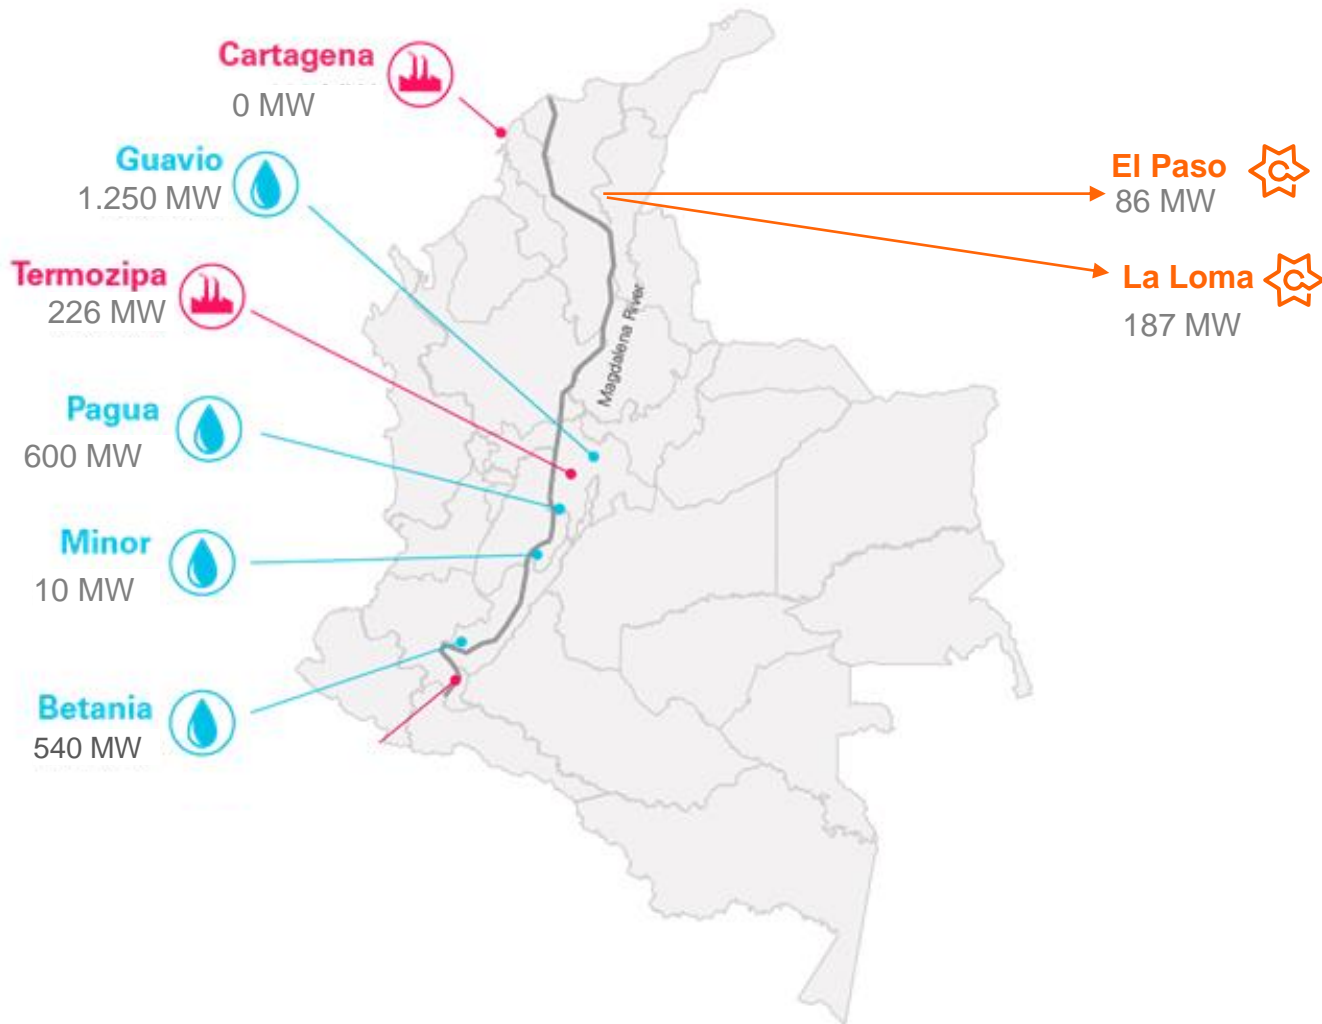 Cartagena
0 MW
Guavio
1.250 MW
Termozipa
226 MW
Pagua
600 MW
Minor
10 MW
Betania
540 MW
Magdalena River
El Paso
86 MW
La Loma
187 MW